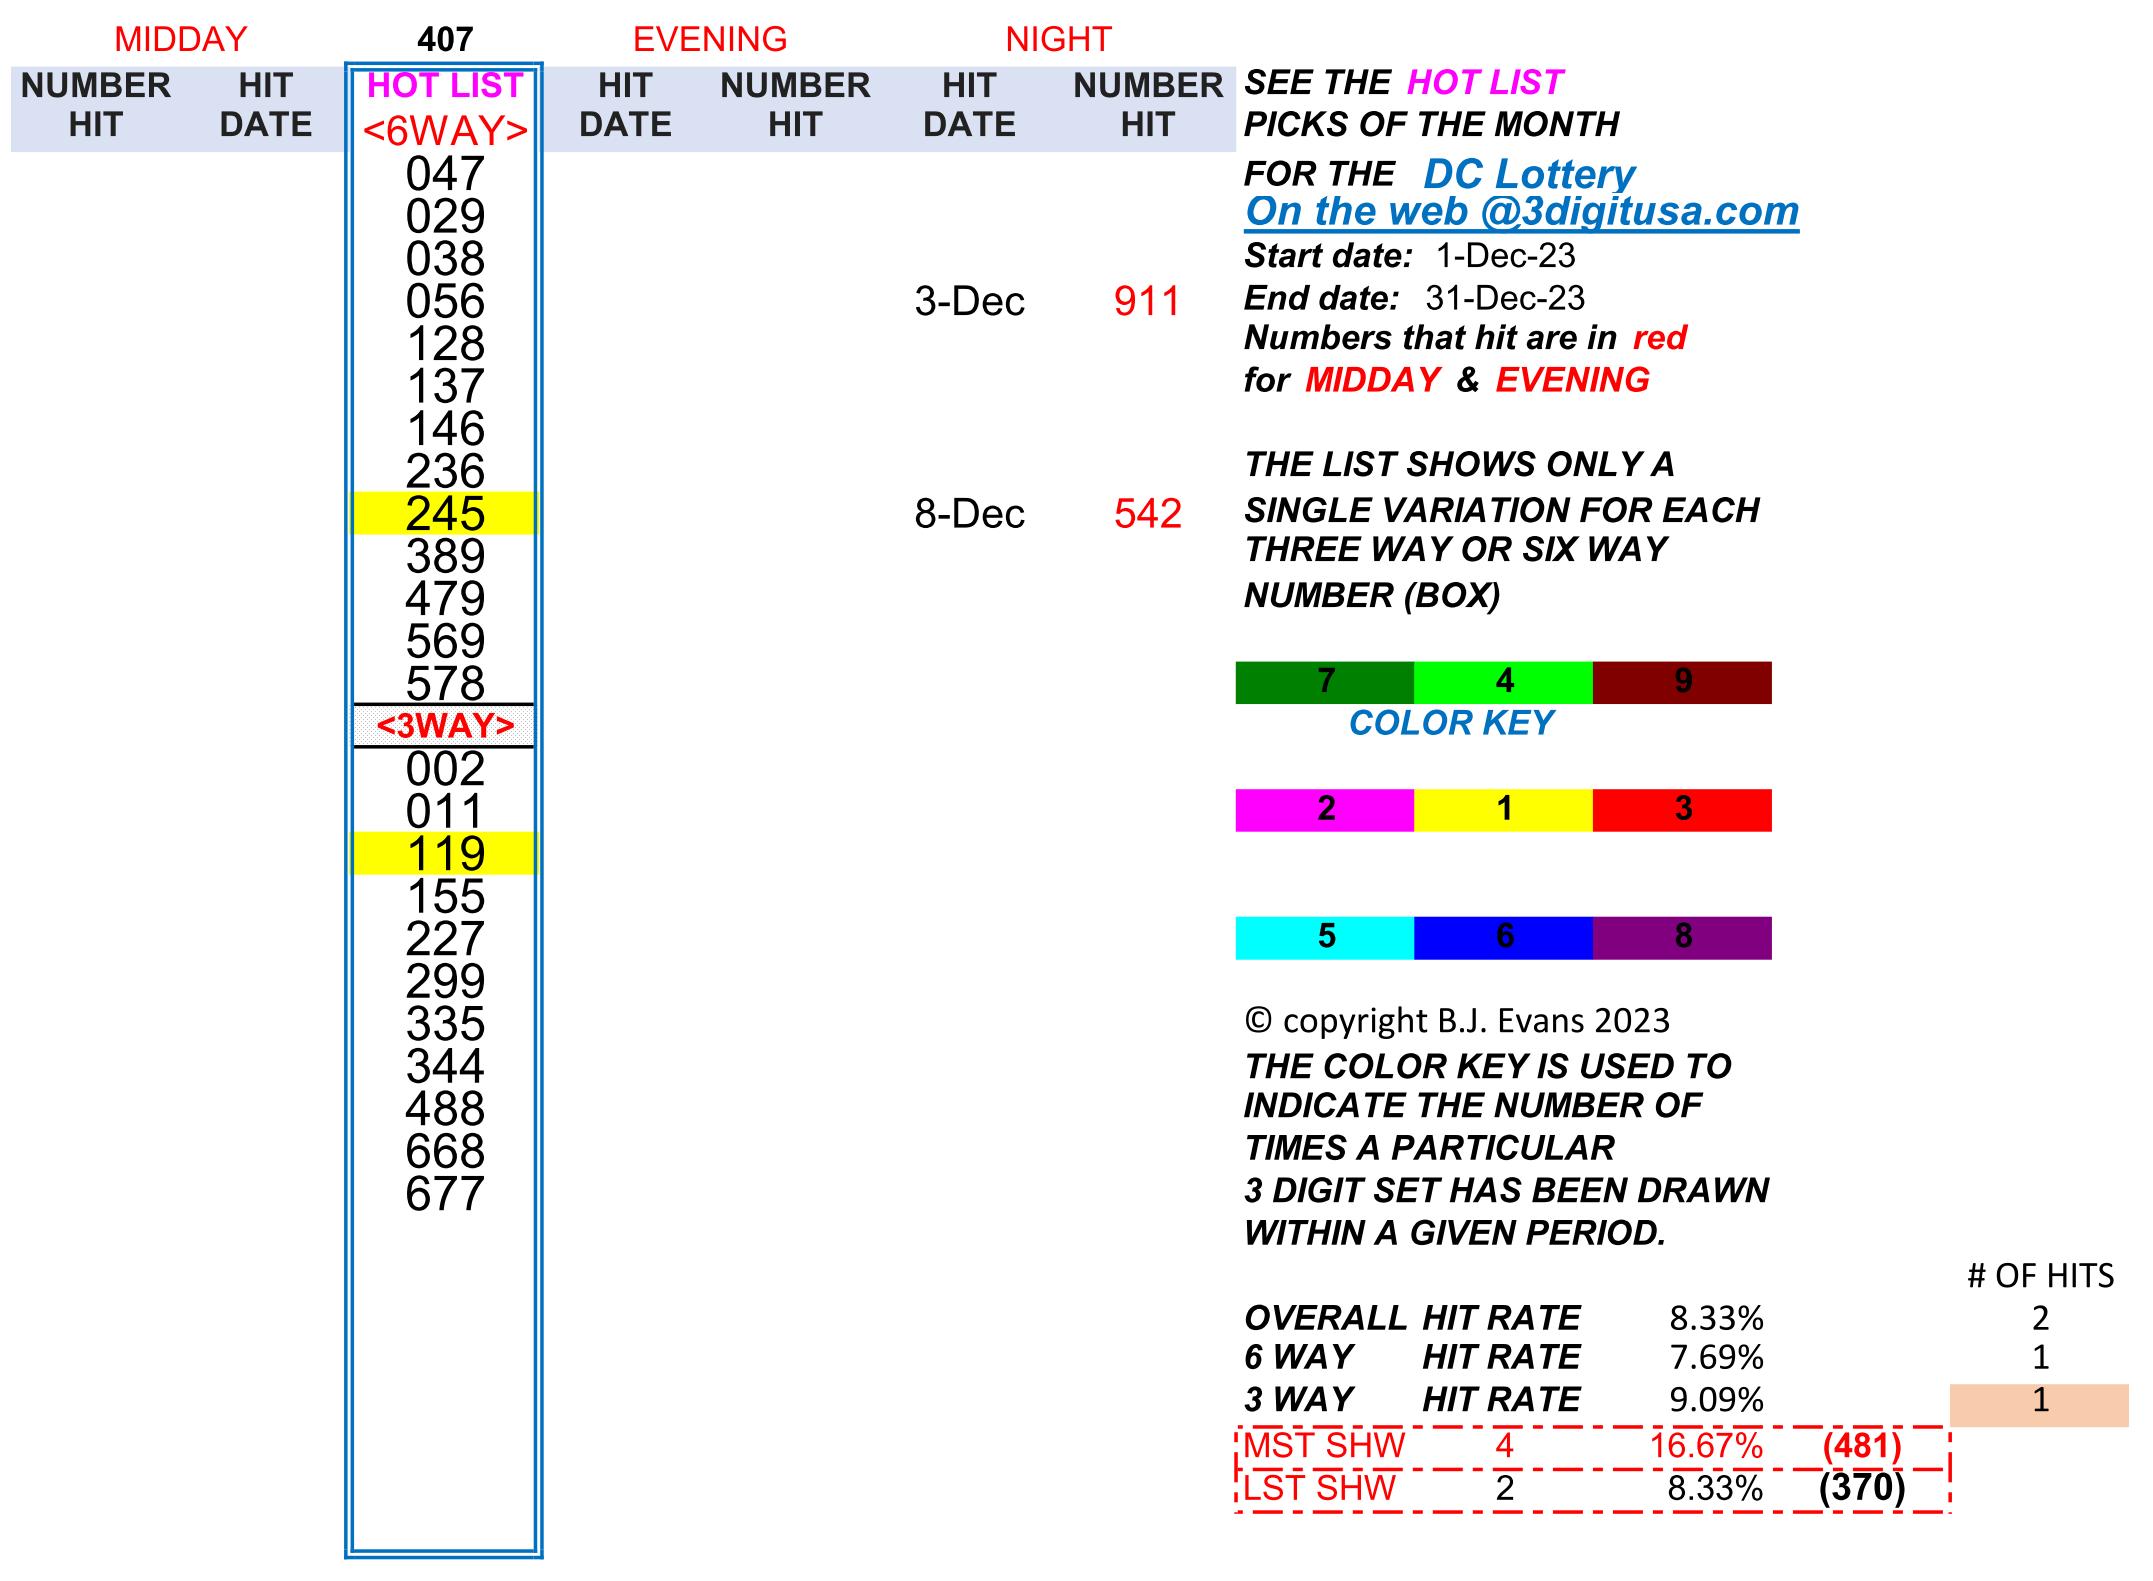 MIDDAY 407 EVENING NIGHT
NUMBER HIT HOT LIST HIT NUMBER HIT NUMBER SEE THE HOT LIST
HIT DATE <6WAY> DATE HIT DATE HIT PICKS OF THE MONTH
047 FOR THE DC Lottery
029 On the web @3digitusa.com
038 Start date: 1-Dec-23
056 3-Dec 911 End date: 31-Dec-23
128 Numbers that hit are in red
137 for MIDDAY & EVENING
146
236 THE LIST SHOWS ONLY A
245 8-Dec 542 SINGLE VARIATION FOR EACH
389 THREE WAY OR SIX WAY
479 NUMBER (BOX)
569
578 7 4 9
<3WAY> COLOR KEY
002
011 2 1 3
119
155
227 5 6 8
299
335 © copyright B.J. Evans 2023
344 THE COLOR KEY IS USED TO
488 INDICATE THE NUMBER OF
668 TIMES A PARTICULAR
677 3 DIGIT SET HAS BEEN DRAWN
WITHIN A GIVEN PERIOD.
# OF HITS
OVERALL HIT RATE 8.33% 2
6 WAY HIT RATE 7.69% 1
3 WAY HIT RATE 9.09% 1
MST SHW 4 16.67% (481)
LST SHW 2 8.33% (370)